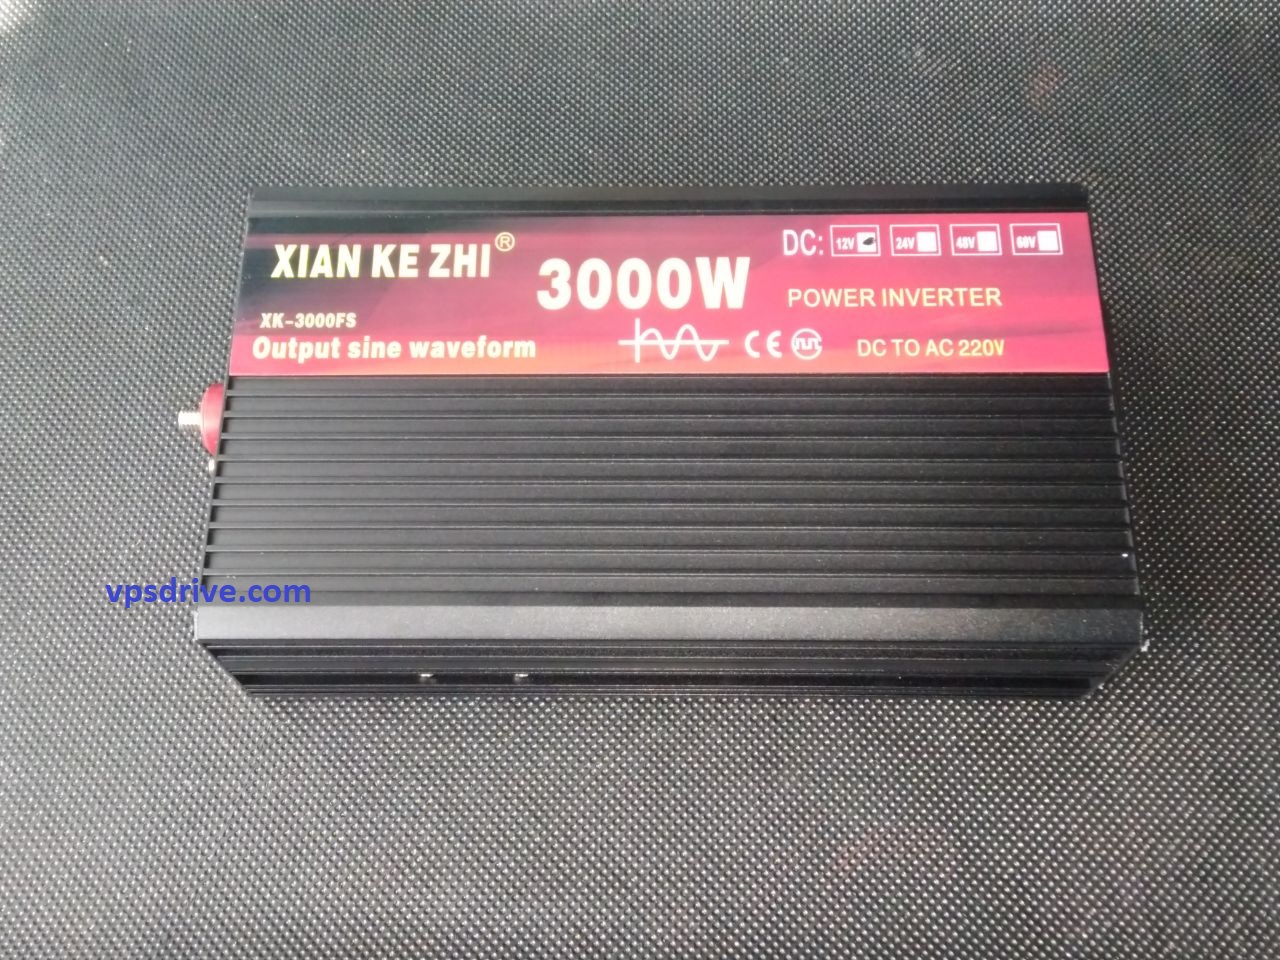 XIAN KE ZHI®
3000W
DC: 12V 24V 48V 60V
POWER INVERTER
XK-3000FS
Output sine waveform
CE
DC TO AC 220V
vpsdrive.com